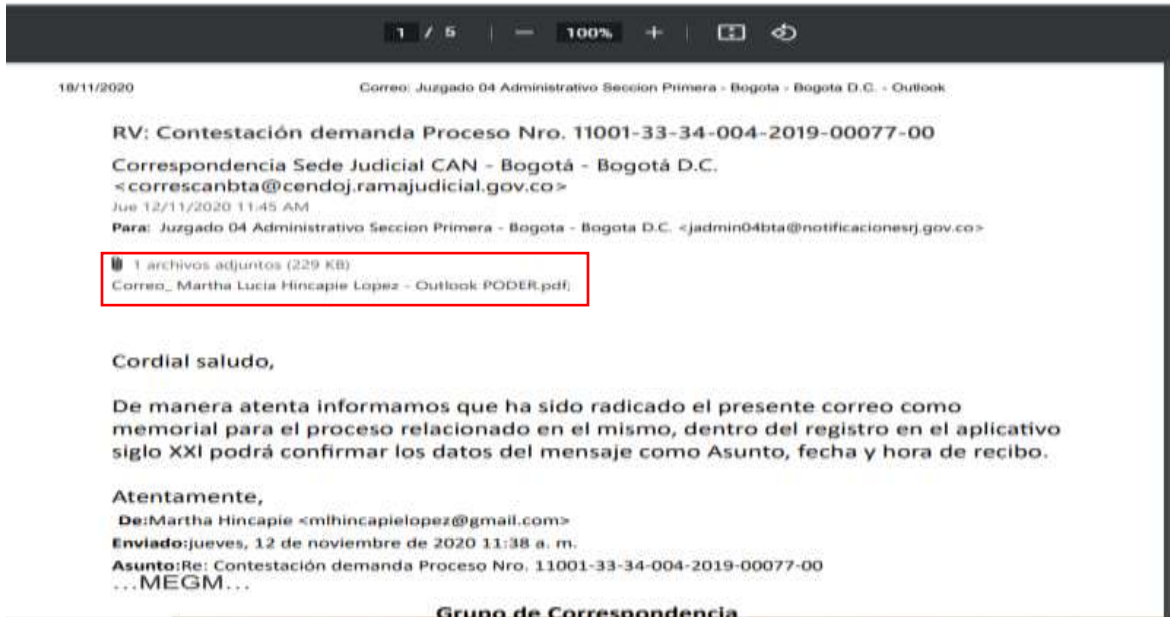 1 / 5 | — 100% + |
18/11/2020 Correo: Juzgado 04 Administrativo Seccion Primera - Bogota - Bogota D.C. - Outlook
RV: Contestación demanda Proceso Nro. 11001-33-34-004-2019-00077-00
Correspondencia Sede Judicial CAN - Bogotá - Bogotá D.C.
<correscanbta@cendoj.ramajudicial.gov.co>
Jue 12/11/2020 11:45 AM
Para: Juzgado 04 Administrativo Seccion Primera - Bogota - Bogota D.C. <jadmin04bta@notificacionesrj.gov.co>
1 archivos adjuntos (229 KB)
Correo_ Martha Lucia Hincapie Lopez - Outlook PODER.pdf;
Cordial saludo,
De manera atenta informamos que ha sido radicado el presente correo como
memorial para el proceso relacionado en el mismo, dentro del registro en el aplicativo
siglo XXI podrá confirmar los datos del mensaje como Asunto, fecha y hora de recibo.
Atentamente,
De:Martha Hincapie <mlhincapielopez@gmail.com>
Enviado:jueves, 12 de noviembre de 2020 11:38 a. m.
Asunto:Re: Contestación demanda Proceso Nro. 11001-33-34-004-2019-00077-00
...MEGM...
Grupo de Correspondencia